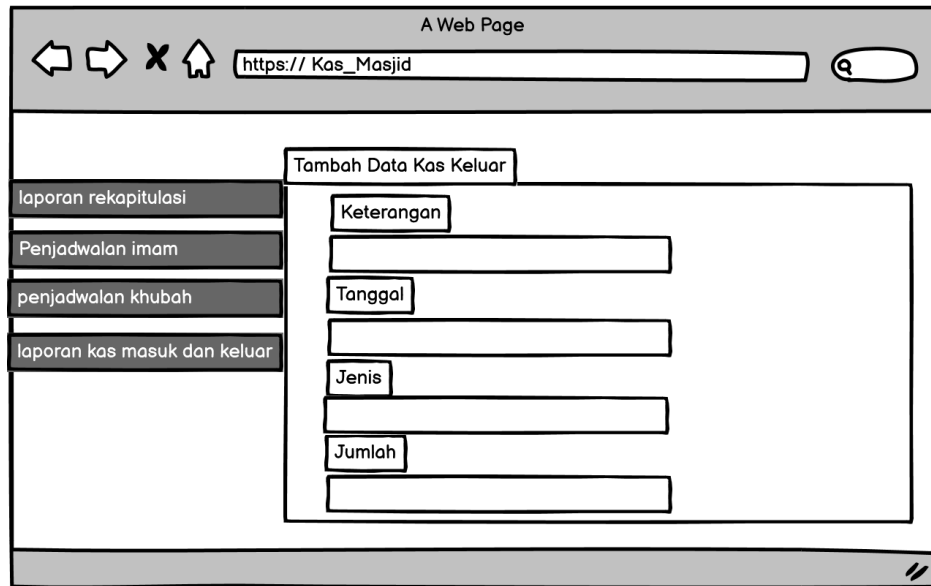 A Web Page
https:// Kas_Masjid
Tambah Data Kas Keluar
laporan rekapitulasi
Penjadwalan imam
penjadwalan khubah
laporan kas masuk dan keluar
Keterangan
Tanggal
Jenis
Jumlah